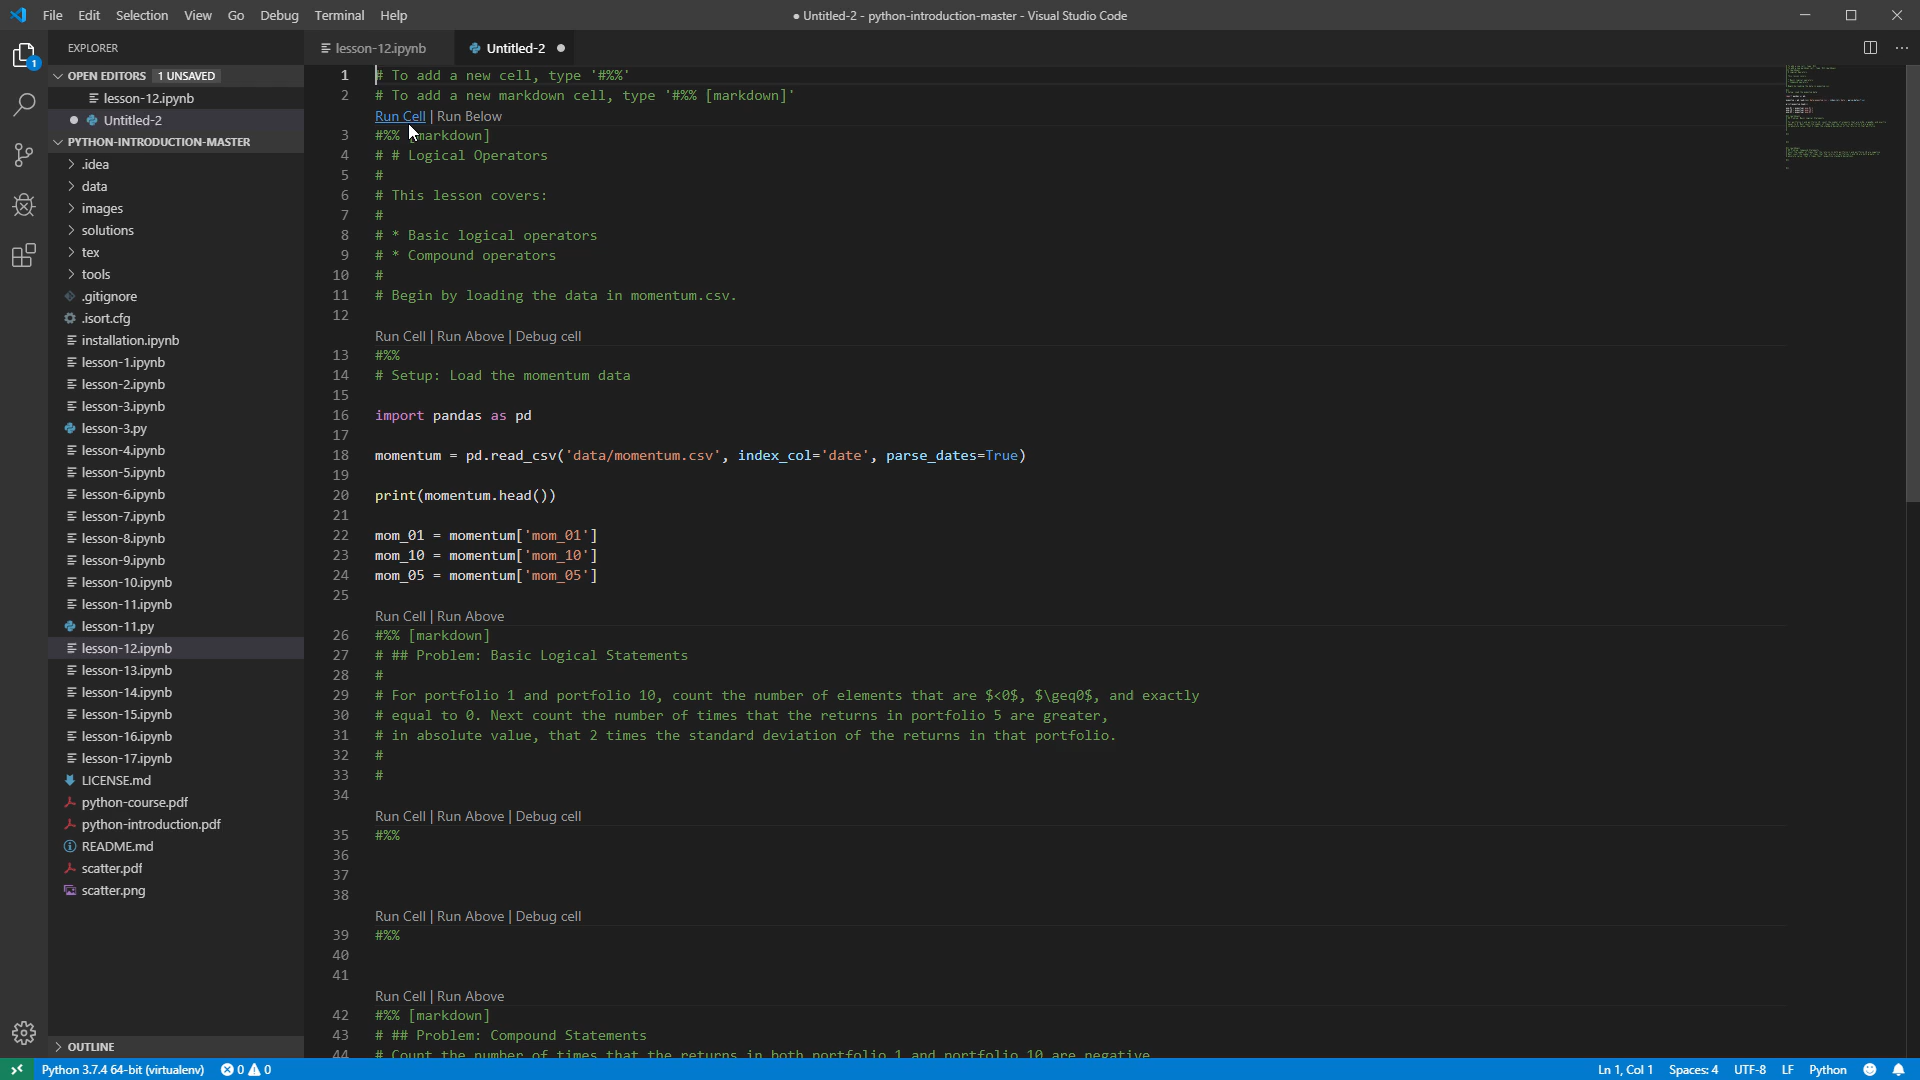 File Edit Selection View Go Debug Terminal Help
● Untitled-2 - python-introduction-master - Visual Studio Code
EXPLORER
lesson-12.ipynb
Untitled-2 ●
OPEN EDITORS 1 UNSAVED
lesson-12.ipynb
● Untitled-2
PYTHON-INTRODUCTION-MASTER
.idea
data
images
solutions
tex
tools
.gitignore
.isort.cfg
installation.ipynb
lesson-1.ipynb
lesson-2.ipynb
lesson-3.ipynb
lesson-3.py
lesson-4.ipynb
lesson-5.ipynb
lesson-6.ipynb
lesson-7.ipynb
lesson-8.ipynb
lesson-9.ipynb
lesson-10.ipynb
lesson-11.ipynb
lesson-11.py
lesson-12.ipynb
lesson-13.ipynb
lesson-14.ipynb
lesson-15.ipynb
lesson-16.ipynb
lesson-17.ipynb
LICENSE.md
python-course.pdf
python-introduction.pdf
README.md
scatter.pdf
scatter.png
OUTLINE
1 # To add a new cell, type '#%%'
2 # To add a new markdown cell, type '#%% [markdown]'
Run Cell | Run Below
3 #%% [markdown]
4 # # Logical Operators
5 #
6 # This lesson covers:
7 #
8 # * Basic logical operators
9 # * Compound operators
10 #
11 # Begin by loading the data in momentum.csv.
12
Run Cell | Run Above | Debug cell
13 #%%
14 # Setup: Load the momentum data
15
16 import pandas as pd
17
18 momentum = pd.read_csv('data/momentum.csv', index_col='date', parse_dates=True)
19
20 print(momentum.head())
21
22 mom_01 = momentum['mom_01']
23 mom_10 = momentum['mom_10']
24 mom_05 = momentum['mom_05']
25
Run Cell | Run Above
26 #%% [markdown]
27 # ## Problem: Basic Logical Statements
28 #
29 # For portfolio 1 and portfolio 10, count the number of elements that are $<0$, $\geq0$, and exactly
30 # equal to 0. Next count the number of times that the returns in portfolio 5 are greater,
31 # in absolute value, that 2 times the standard deviation of the returns in that portfolio.
32 #
33 #
34
Run Cell | Run Above | Debug cell
35 #%%
36
37
38
Run Cell | Run Above | Debug cell
39 #%%
40
41
Run Cell | Run Above
42 #%% [markdown]
43 # ## Problem: Compound Statements
44 # Count the number of times that the returns in both portfolio 1 and portfolio 10 are negative
Python 3.7.4 64-bit (virtualenv) 0 0
Ln 1, Col 1 Spaces: 4 UTF-8 LF Python
1